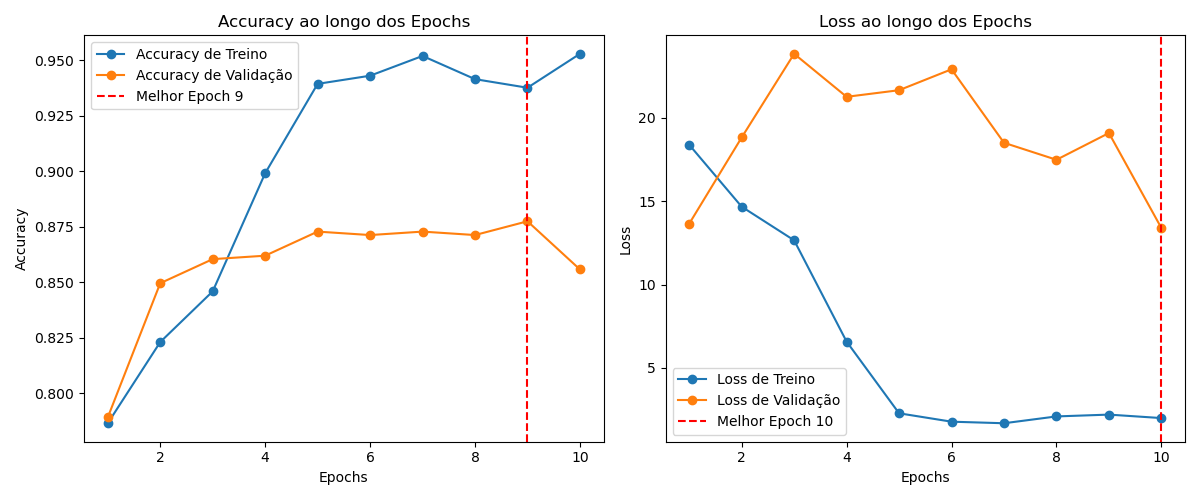 Accuracy ao longo dos Epochs
Accuracy de Treino
Accuracy de Validação
Melhor Epoch 9
0.950
0.925
0.900
0.875
0.850
0.825
0.800
Accuracy
2
4
6
8
10
Epochs
Loss ao longo dos Epochs
20
15
10
5
Loss
Loss de Treino
Loss de Validação
Melhor Epoch 10
2
4
6
8
10
Epochs